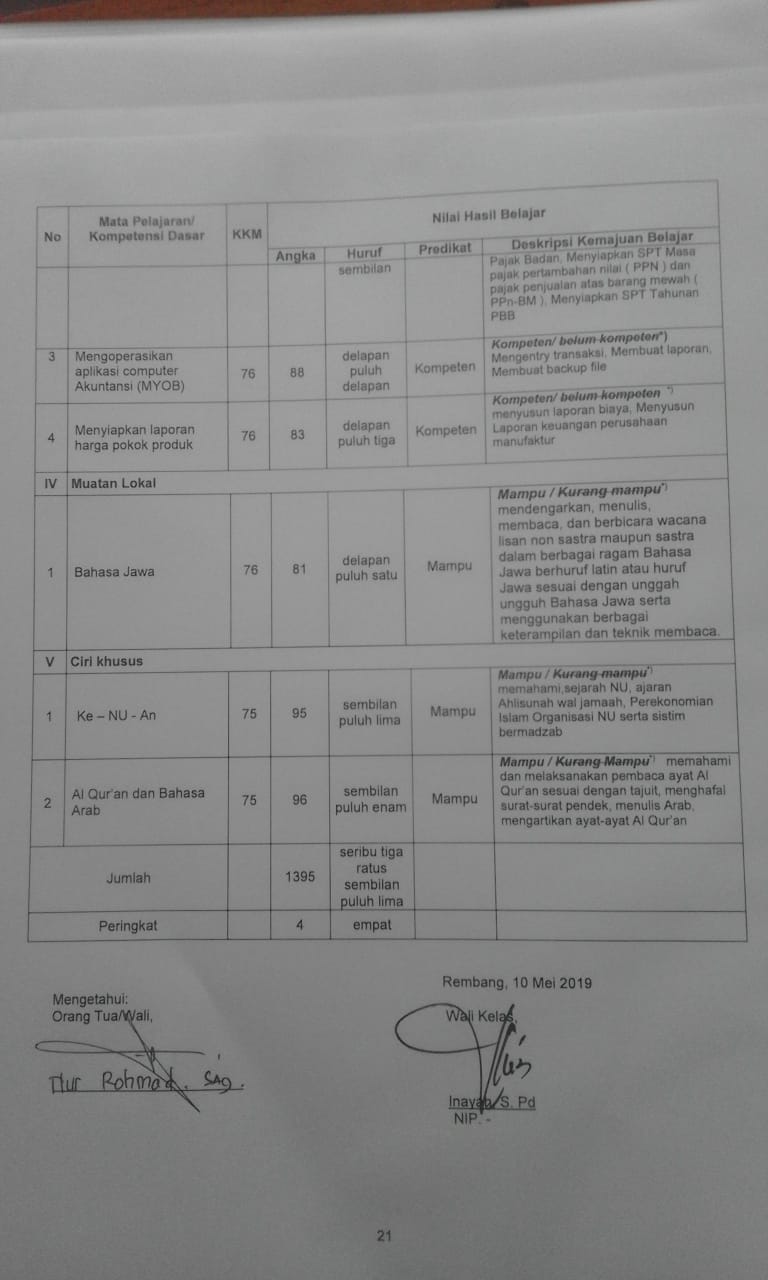 No Mata Pelajaran/ Kompetensi Dasar KKM Nilai Hasil Belajar
Angka Huruf Predikat Deskripsi Kemajuan Belajar
sembilan
Pajak Badan, Menyiapkan SPT Masa
pajak pertambahan nilai ( PPN ) dan
pajak penjualan atas barang mewah (
PPn-BM ), Menyiapkan SPT Tahunan
PBB
3 Mengoperasikan
aplikasi computer
Akuntansi (MYOB)
76 88
delapan
puluh
delapan
Kompeten
Kompeten/ belum kompeten*)
Mengentry transaksi, Membuat laporan,
Membuat backup file
4 Menyiapkan laporan
harga pokok produk
76 83
delapan
puluh tiga
Kompeten
Kompeten/ belum kompeten *)
menyusun laporan biaya, Menyusun
Laporan keuangan perusahaan
manufaktur
IV Muatan Lokal
1 Bahasa Jawa 76 81
delapan
puluh satu
Mampu
Mampu / Kurang mampu*)
mendengarkan, menulis,
membaca, dan berbicara wacana
lisan non sastra maupun sastra
dalam berbagai ragam Bahasa
Jawa berhuruf latin atau huruf
Jawa sesuai dengan unggah
ungguh Bahasa Jawa serta
menggunakan berbagai
keterampilan dan teknik membaca.
V Ciri khusus
1 Ke – NU - An 75 95
sembilan
puluh lima
Mampu
Mampu / Kurang mampu*)
memahami,sejarah NU, ajaran
Ahlisunah wal jamaah, Perekonomian
Islam Organisasi NU serta sistim
bermadzab
2 Al Qur'an dan Bahasa
Arab
75 96
sembilan
puluh enam
Mampu
Mampu / Kurang Mampu*) memahami
dan melaksanakan pembaca ayat Al
Qur'an sesuai dengan tajuit, menghafal
surat-surat pendek, menulis Arab,
mengartikan ayat-ayat Al Qur'an
Jumlah 1395
seribu tiga
ratus
sembilan
puluh lima
Peringkat 4 empat
Rembang, 10 Mei 2019
Mengetahui:
Orang Tua/Wali,
Wali Kelas,
Nur Rohmad. SAg.
Inayah, S. Pd
NIP. -
21